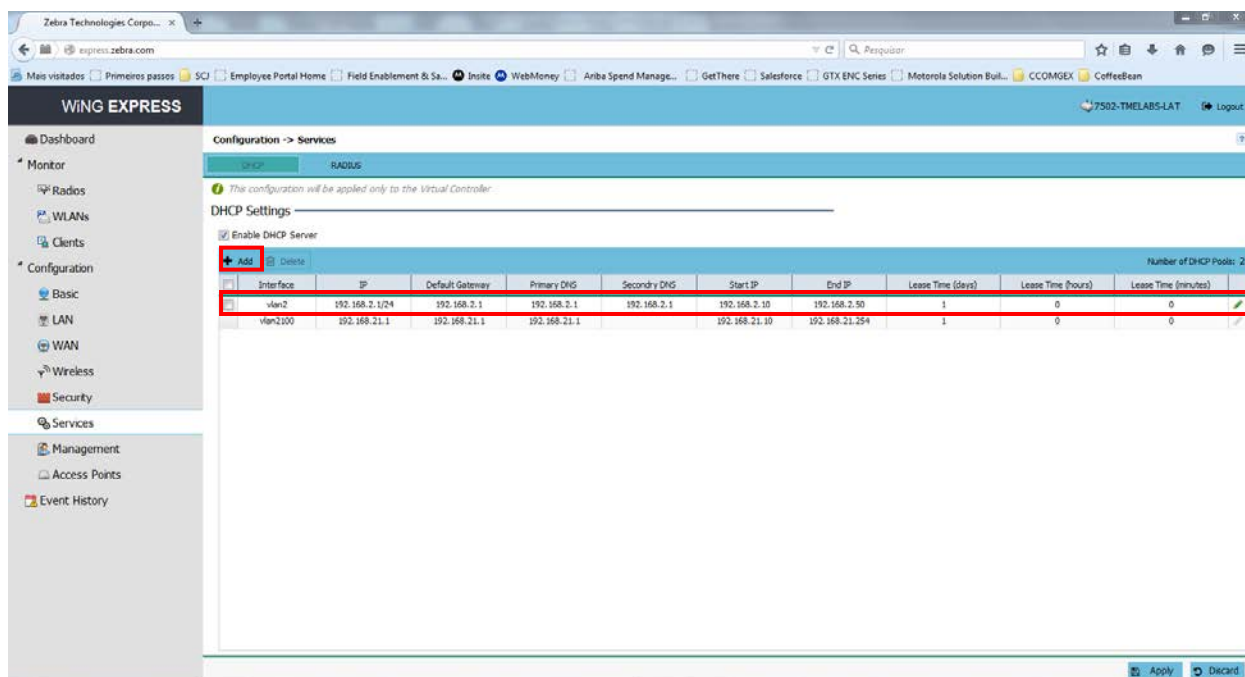 Zebra Technologies Corpo... × +
express.zebra.com
Pesquisar
Mais visitados Primeiros passos SCJ Employee Portal Home Field Enablement & Sa... Insite WebMoney Ariba Spend Manage... GetThere Salesforce GTX ENC Series Motorola Solution Buil... CCOMGEX CoffeeBean
WiNG EXPRESS
7502-TMELABS-LAT Logout
Dashboard
Configuration -> Services
Monitor
DHCP RADIUS
Radios
This configuration will be applied only to the Virtual Controller
WLANs
DHCP Settings
Clients
Enable DHCP Server
Configuration
+ Add Delete Number of DHCP Pools: 2
Basic
Interface IP Default Gateway Primary DNS Secondry DNS Start IP End IP Lease Time (days) Lease Time (hours) Lease Time (minutes)
vlan2 192.168.2.1/24 192.168.2.1 192.168.2.1 192.168.2.1 192.168.2.10 192.168.2.50 1 0 0
LAN
vlan2100 192.168.21.1 192.168.21.1 192.168.21.1 192.168.21.10 192.168.21.254 1 0 0
WAN
Wireless
Security
Services
Management
Access Points
Event History
Apply Discard